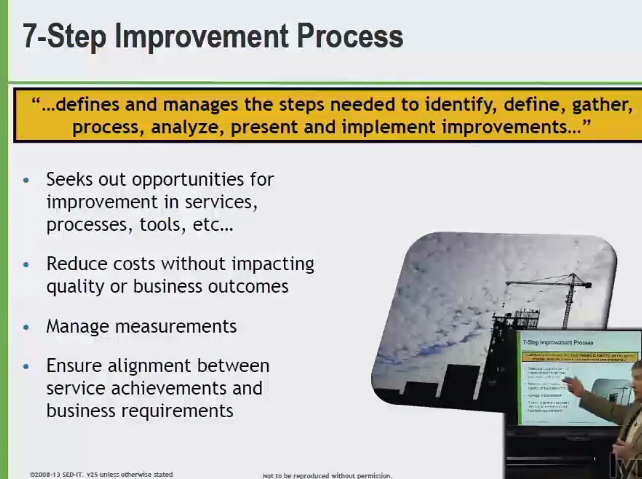 7-Step Improvement Process
“…defines and manages the steps needed to identify, define, gather,
process, analyze, present and implement improvements…”
• Seeks out opportunities for
improvement in services,
processes, tools, etc…
• Reduce costs without impacting
quality or business outcomes
• Manage measurements
• Ensure alignment between
service achievements and
business requirements
7-Step Improvement Process
©2008-13 SED-IT. V25 unless otherwise stated
Not to be reproduced without permission.